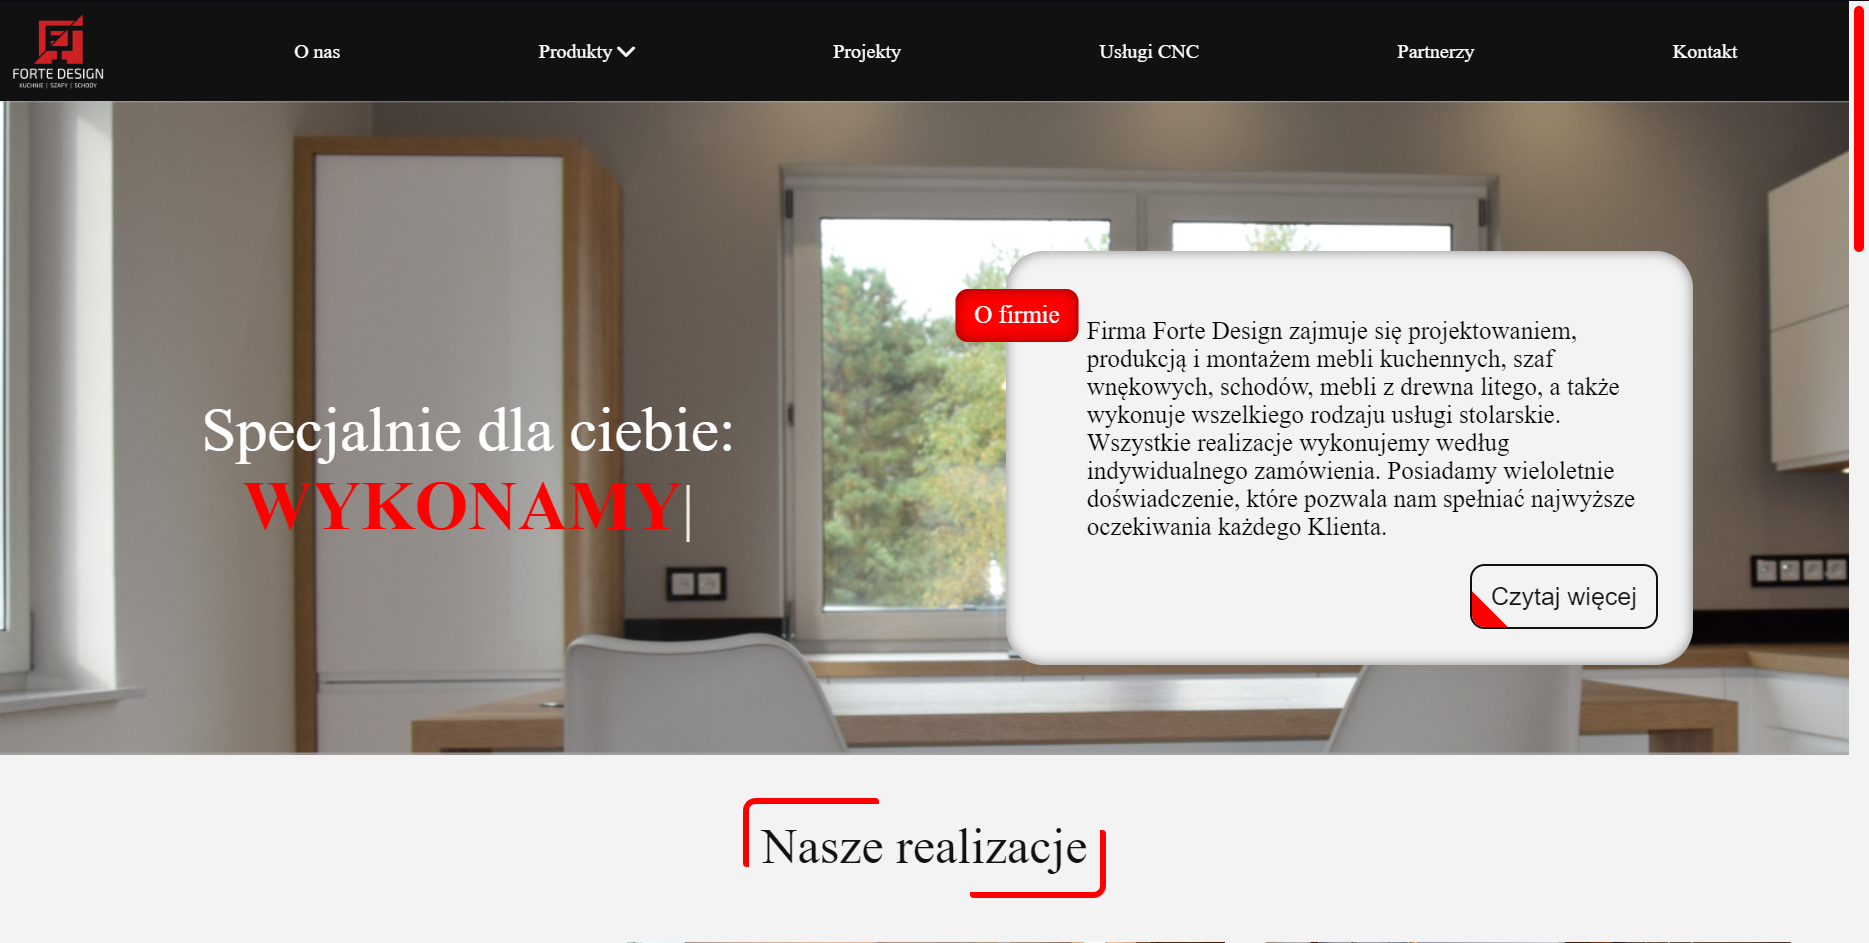 FORTE DESIGN
KUCHNIE | SZAFY | SCHODY
O nas
Produkty
Projekty
Usługi CNC
Partnerzy
Kontakt
Specjalnie dla ciebie:
WYKONAMY|
O firmie
Firma Forte Design zajmuje się projektowaniem,
produkcją i montażem mebli kuchennych, szaf
wnękowych, schodów, mebli z drewna litego, a także
wykonuje wszelkiego rodzaju usługi stolarskie.
Wszystkie realizacje wykonujemy według
indywidualnego zamówienia. Posiadamy wieloletnie
doświadczenie, które pozwala nam spełniać najwyższe
oczekiwania każdego Klienta.
Czytaj więcej
Nasze realizacje